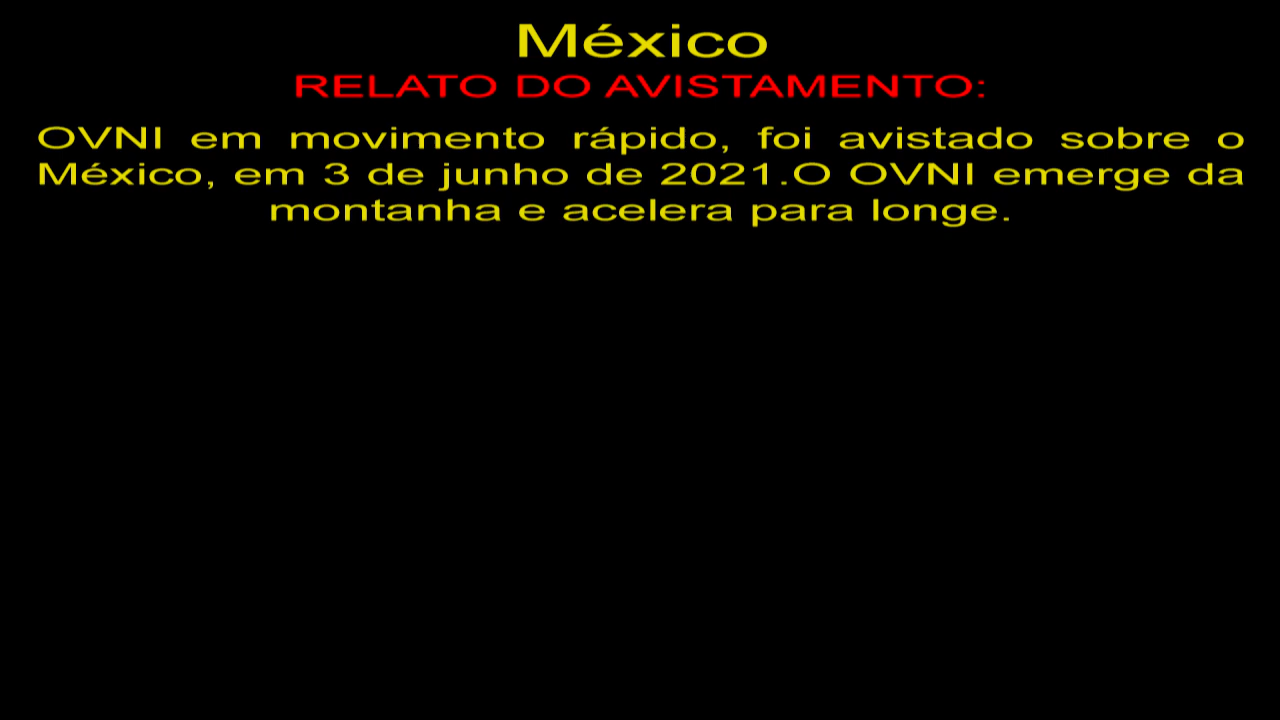 México
RELATO DO AVISTAMENTO:
OVNI em movimento rápido, foi avistado sobre o
México, em 3 de junho de 2021.O OVNI emerge da
montanha e acelera para longe.